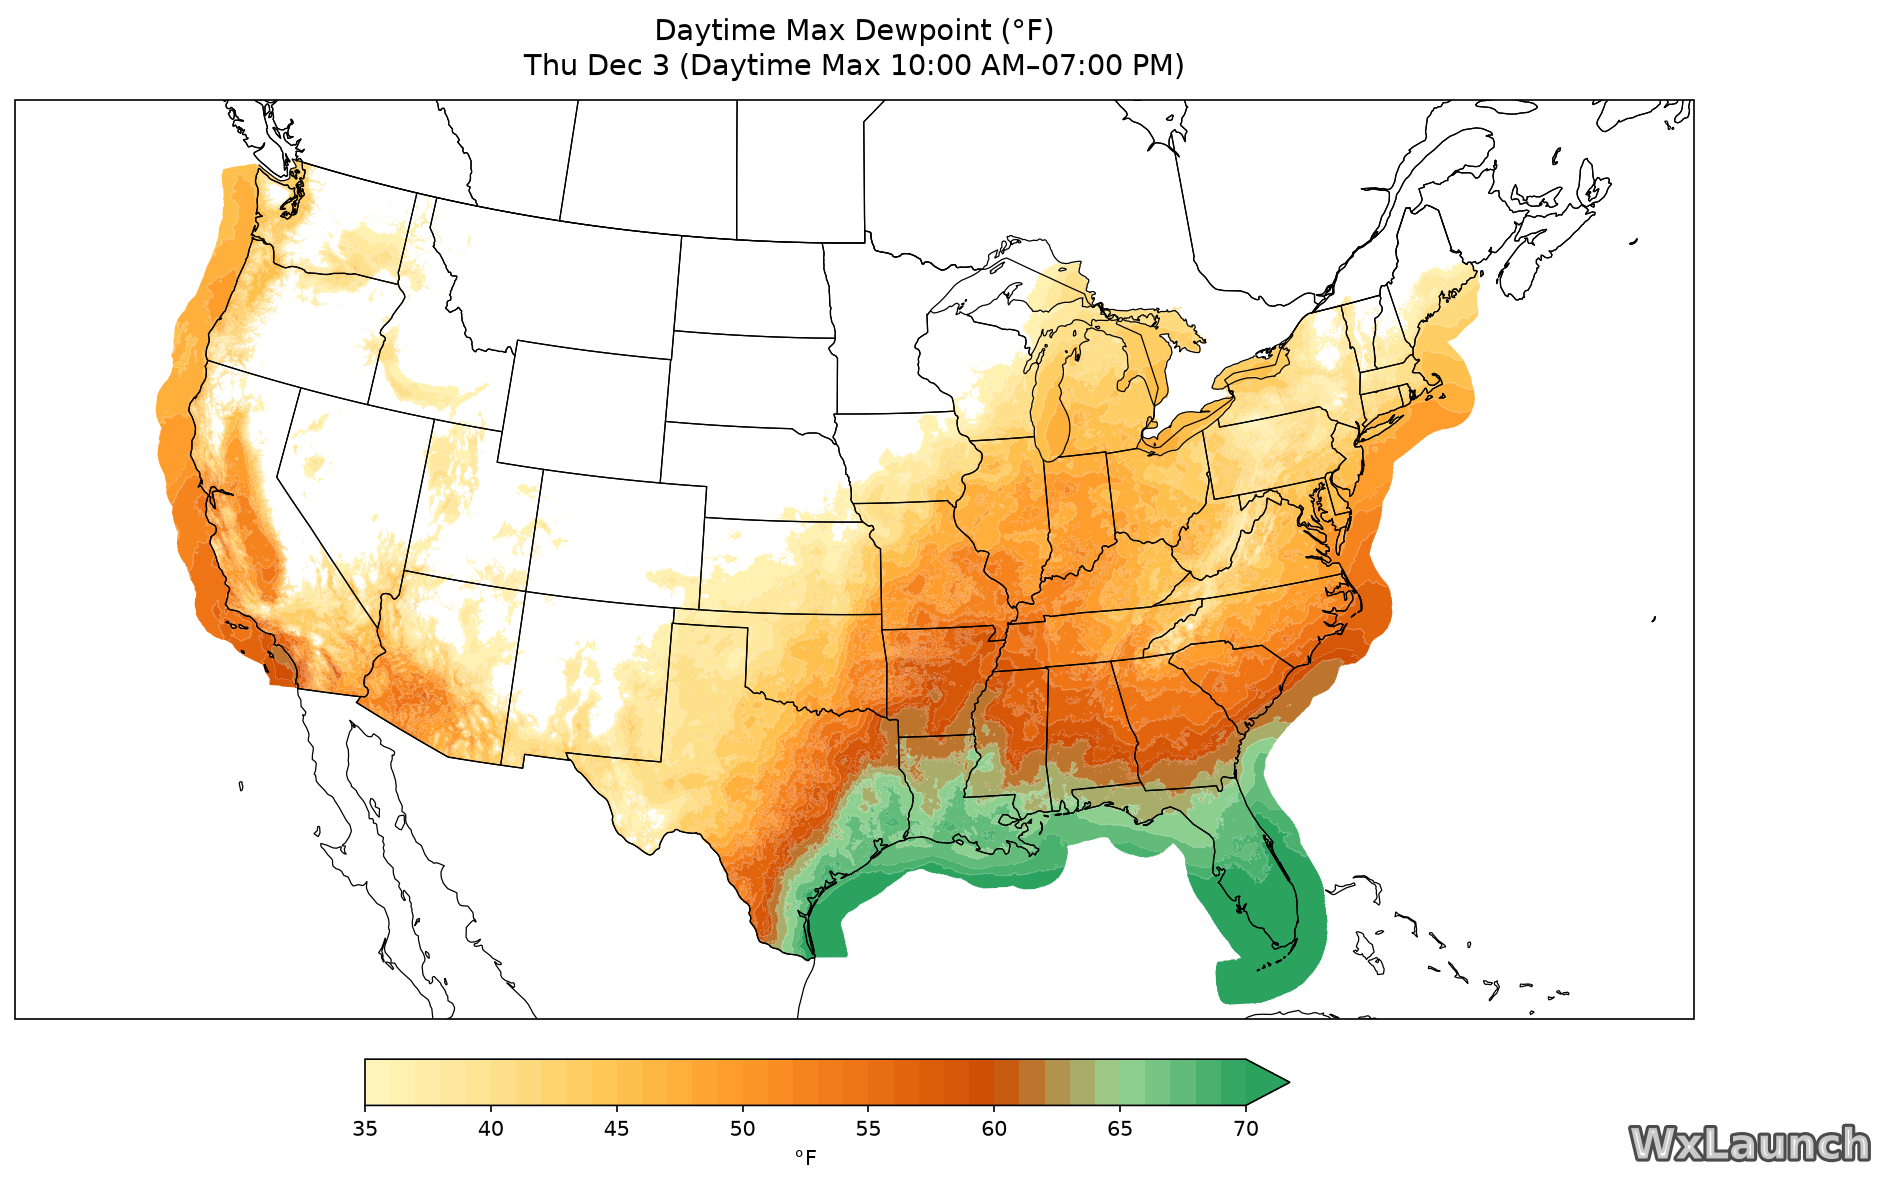 Daytime Max Dewpoint (°F)
Thu Dec 3 (Daytime Max 10:00 AM–07:00 PM)
35 40 45 50 55 60 65 70
°F
WxLaunch